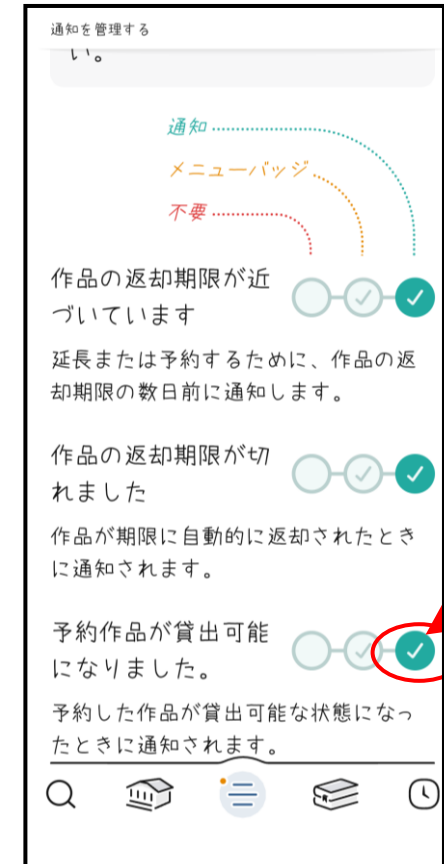 通知を管理する
い。
通知
メニューバッジ
不要
作品の返却期限が近
づいています
延長または予約するために、作品の返
却期限の数日前に通知します。
作品の返却期限が切
れました
作品が期限に自動的に返却されたとき
に通知されます。
予約作品が貸出可能
になりました。
予約した作品が貸出可能な状態になっ
たときに通知されます。